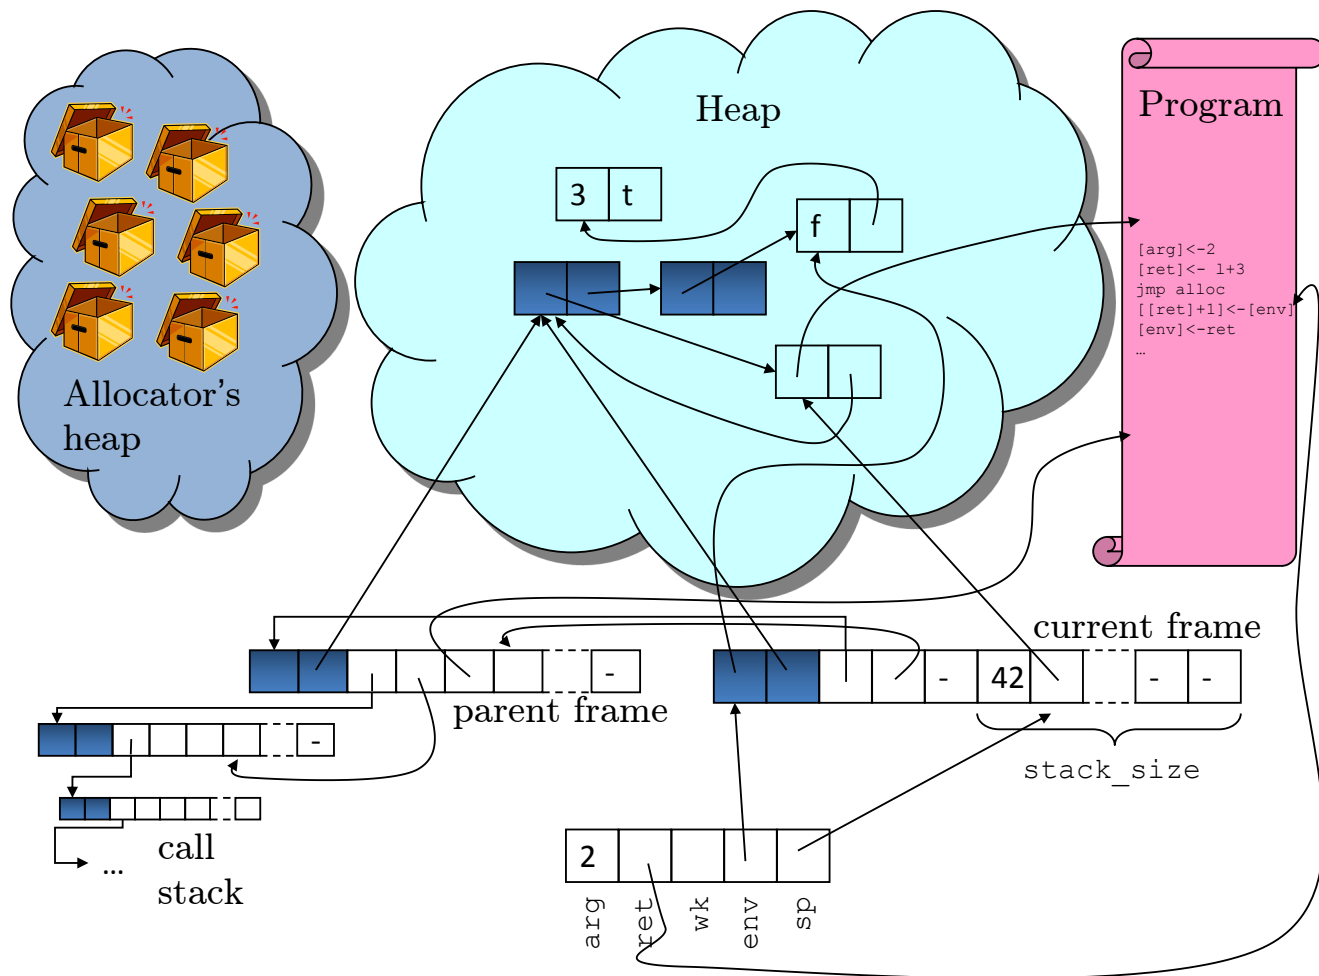 Heap
Program
3 t
f
[arg]<-2
[ret]<- l+3
jmp alloc
[[ret]+1]<-[env]
[env]<-ret
…
Allocator's
heap
current frame
- 42 - -
-
parent frame
-
stack_size
call
stack
...
2
arg
ret
wk
env
sp